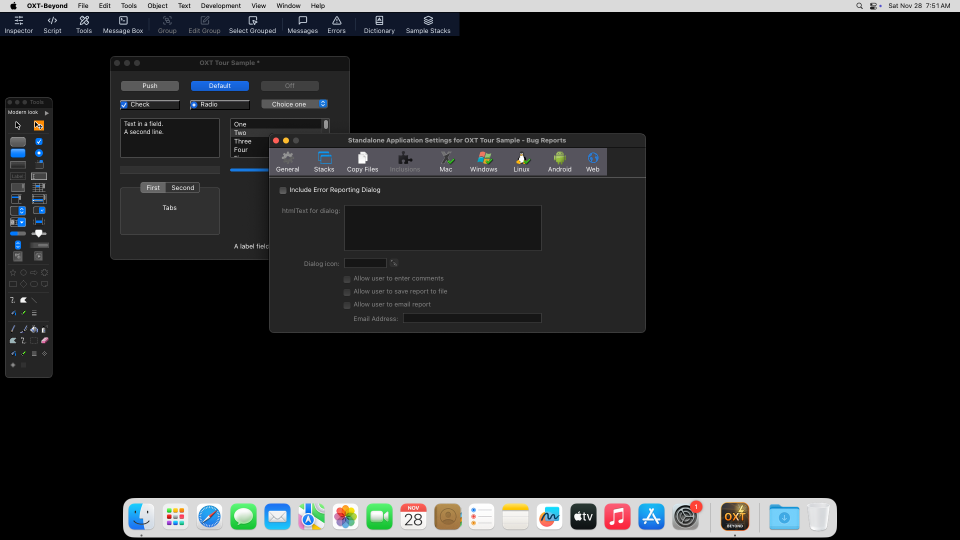 OXT-Beyond File Edit Tools Object Text Development View Window Help Sat Nov 28 7:51 AM
Inspector Script Tools Message Box Group Edit Group Select Grouped Messages Errors Dictionary Sample Stacks
OXT Tour Sample *
Push Default Off
Check Radio Choice one
Text in a field.
A second line.
One
Two
Three
Four
First Second
Tabs
A label field
Tools
Modern look
Label
Standalone Application Settings for OXT Tour Sample - Bug Reports
General Stacks Copy Files Inclusions Mac Windows Linux Android Web
Include Error Reporting Dialog
htmlText for dialog:
Dialog icon:
Allow user to enter comments
Allow user to save report to file
Allow user to email report
Email Address:
NOV
28
tv
1
OXT
BEYOND